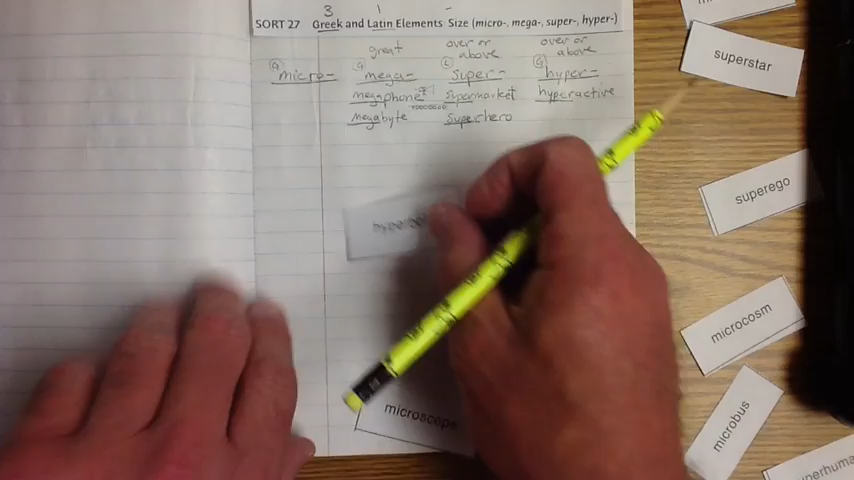 3 1
SORT 27 Greek and Latin Elements Size (micro-, mega-, super-, hyper-)
great over or above over or above
(G) micro- (G) mega- (L) super- (G) hyper-
megaphone supermarket hyperactive
megabyte superhero
superstar
superego
microcosm
microbus
microscope